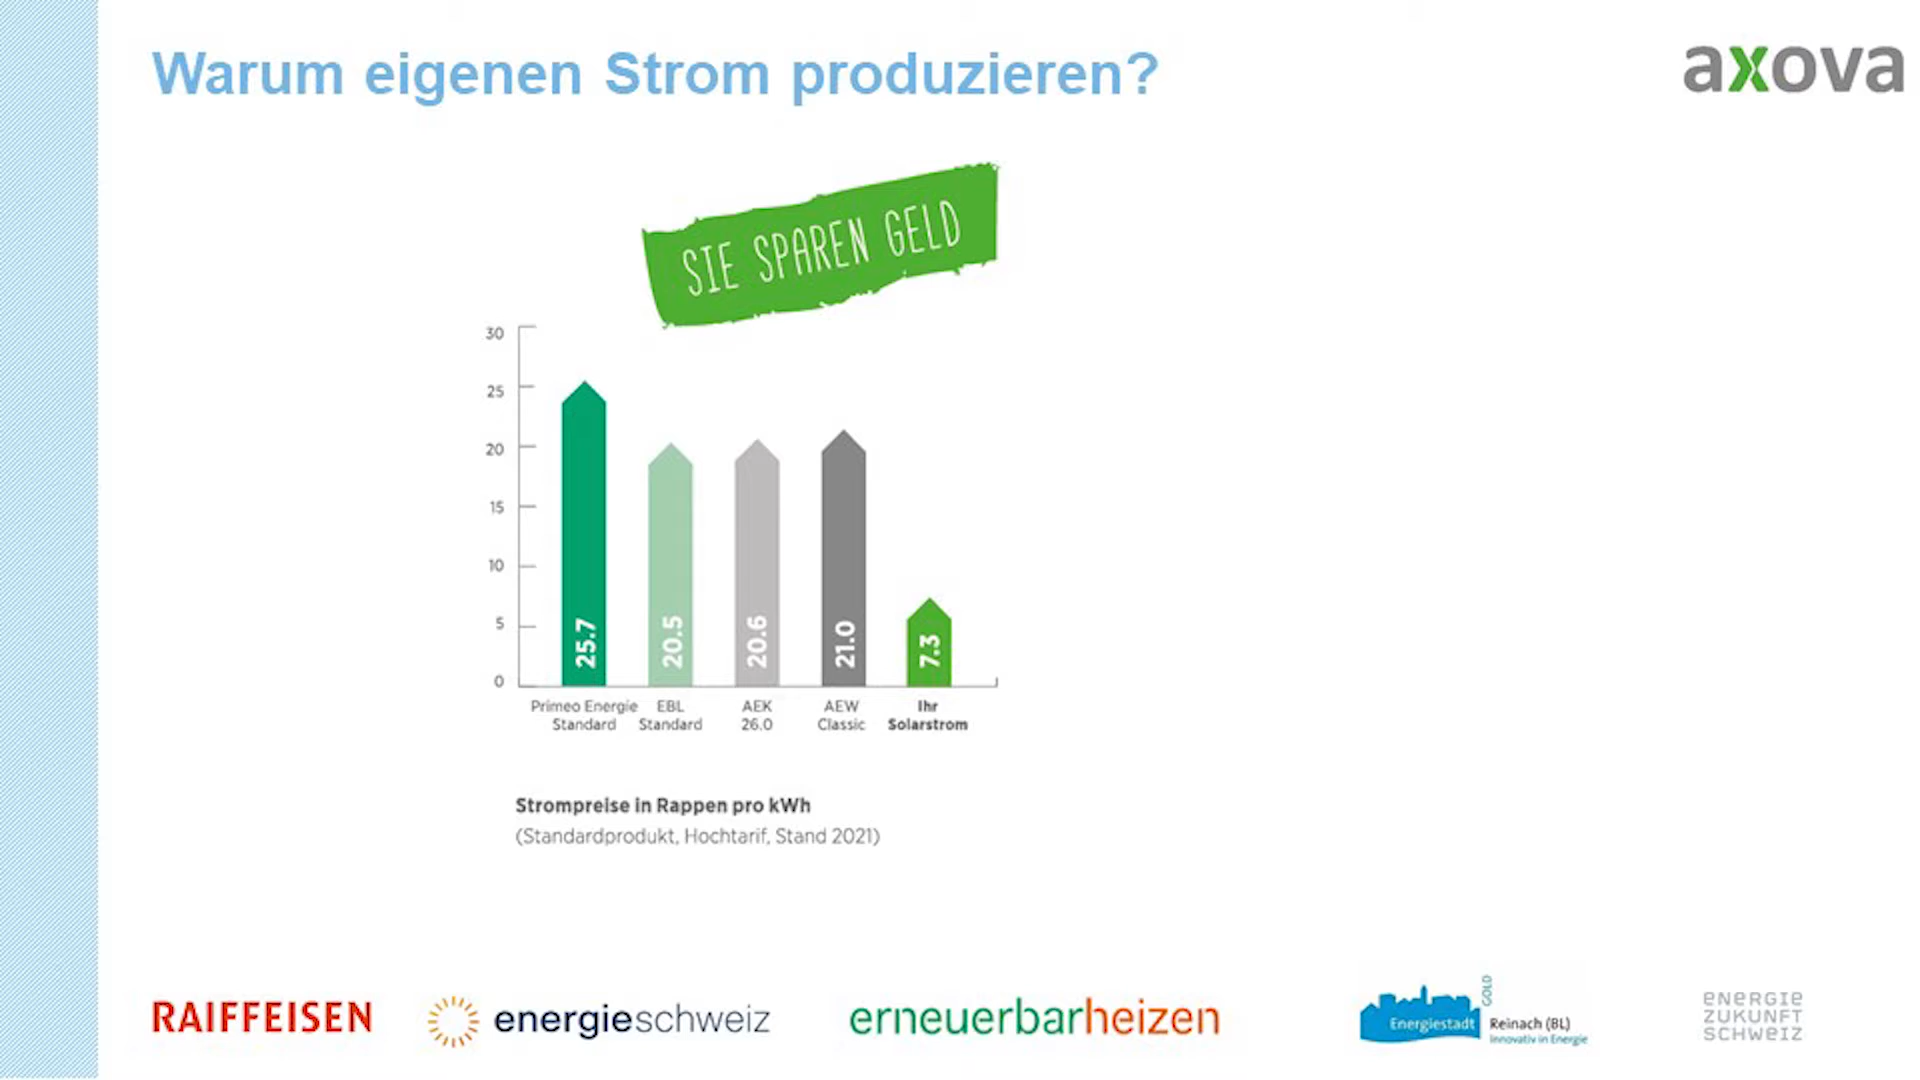 Warum eigenen Strom produzieren?
axova
SIE SPAREN GELD
30
25
20
15
10
5
0
25.7
20.5
20.6
21.0
7.3
Primeo Energie Standard
EBL Standard
AEK 26.0
AEW Classic
Ihr Solarstrom
Strompreise in Rappen pro kWh
(Standardprodukt, Hochtarif, Stand 2021)
RAIFFEISEN
energieschweiz
erneuerbarheizen
Energiestadt
GOLD
Reinach (BL)
Innovativ in Energie
ENERGIE
ZUKUNFT
SCHWEIZ